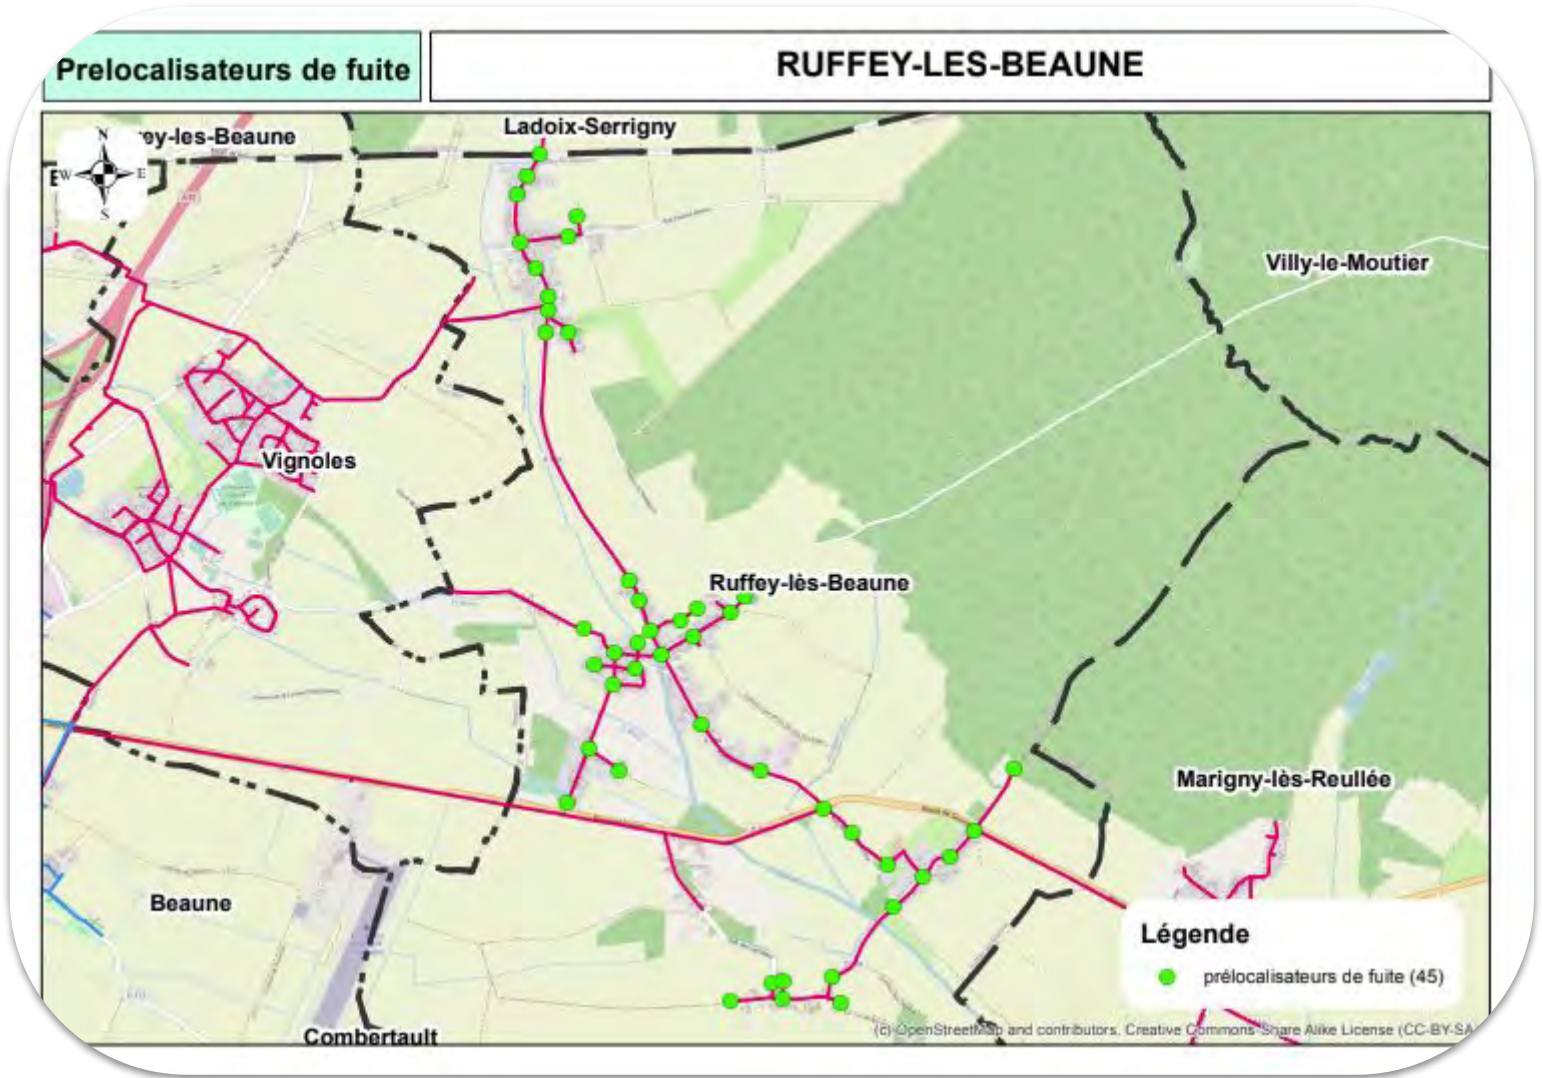 Prelocalisateurs de fuite
RUFFEY-LES-BEAUNE
ey-les-Beaune
Ladoix-Serrigny
N
W
E
S
Villy-le-Moutier
Vignoles
Ruffey-lès-Beaune
Marigny-lès-Reullée
Beaune
Légende
prélocalisateurs de fuite (45)
(c) OpenStreetMap and contributors, Creative Commons-Share Alike License (CC-BY-SA
Combertault